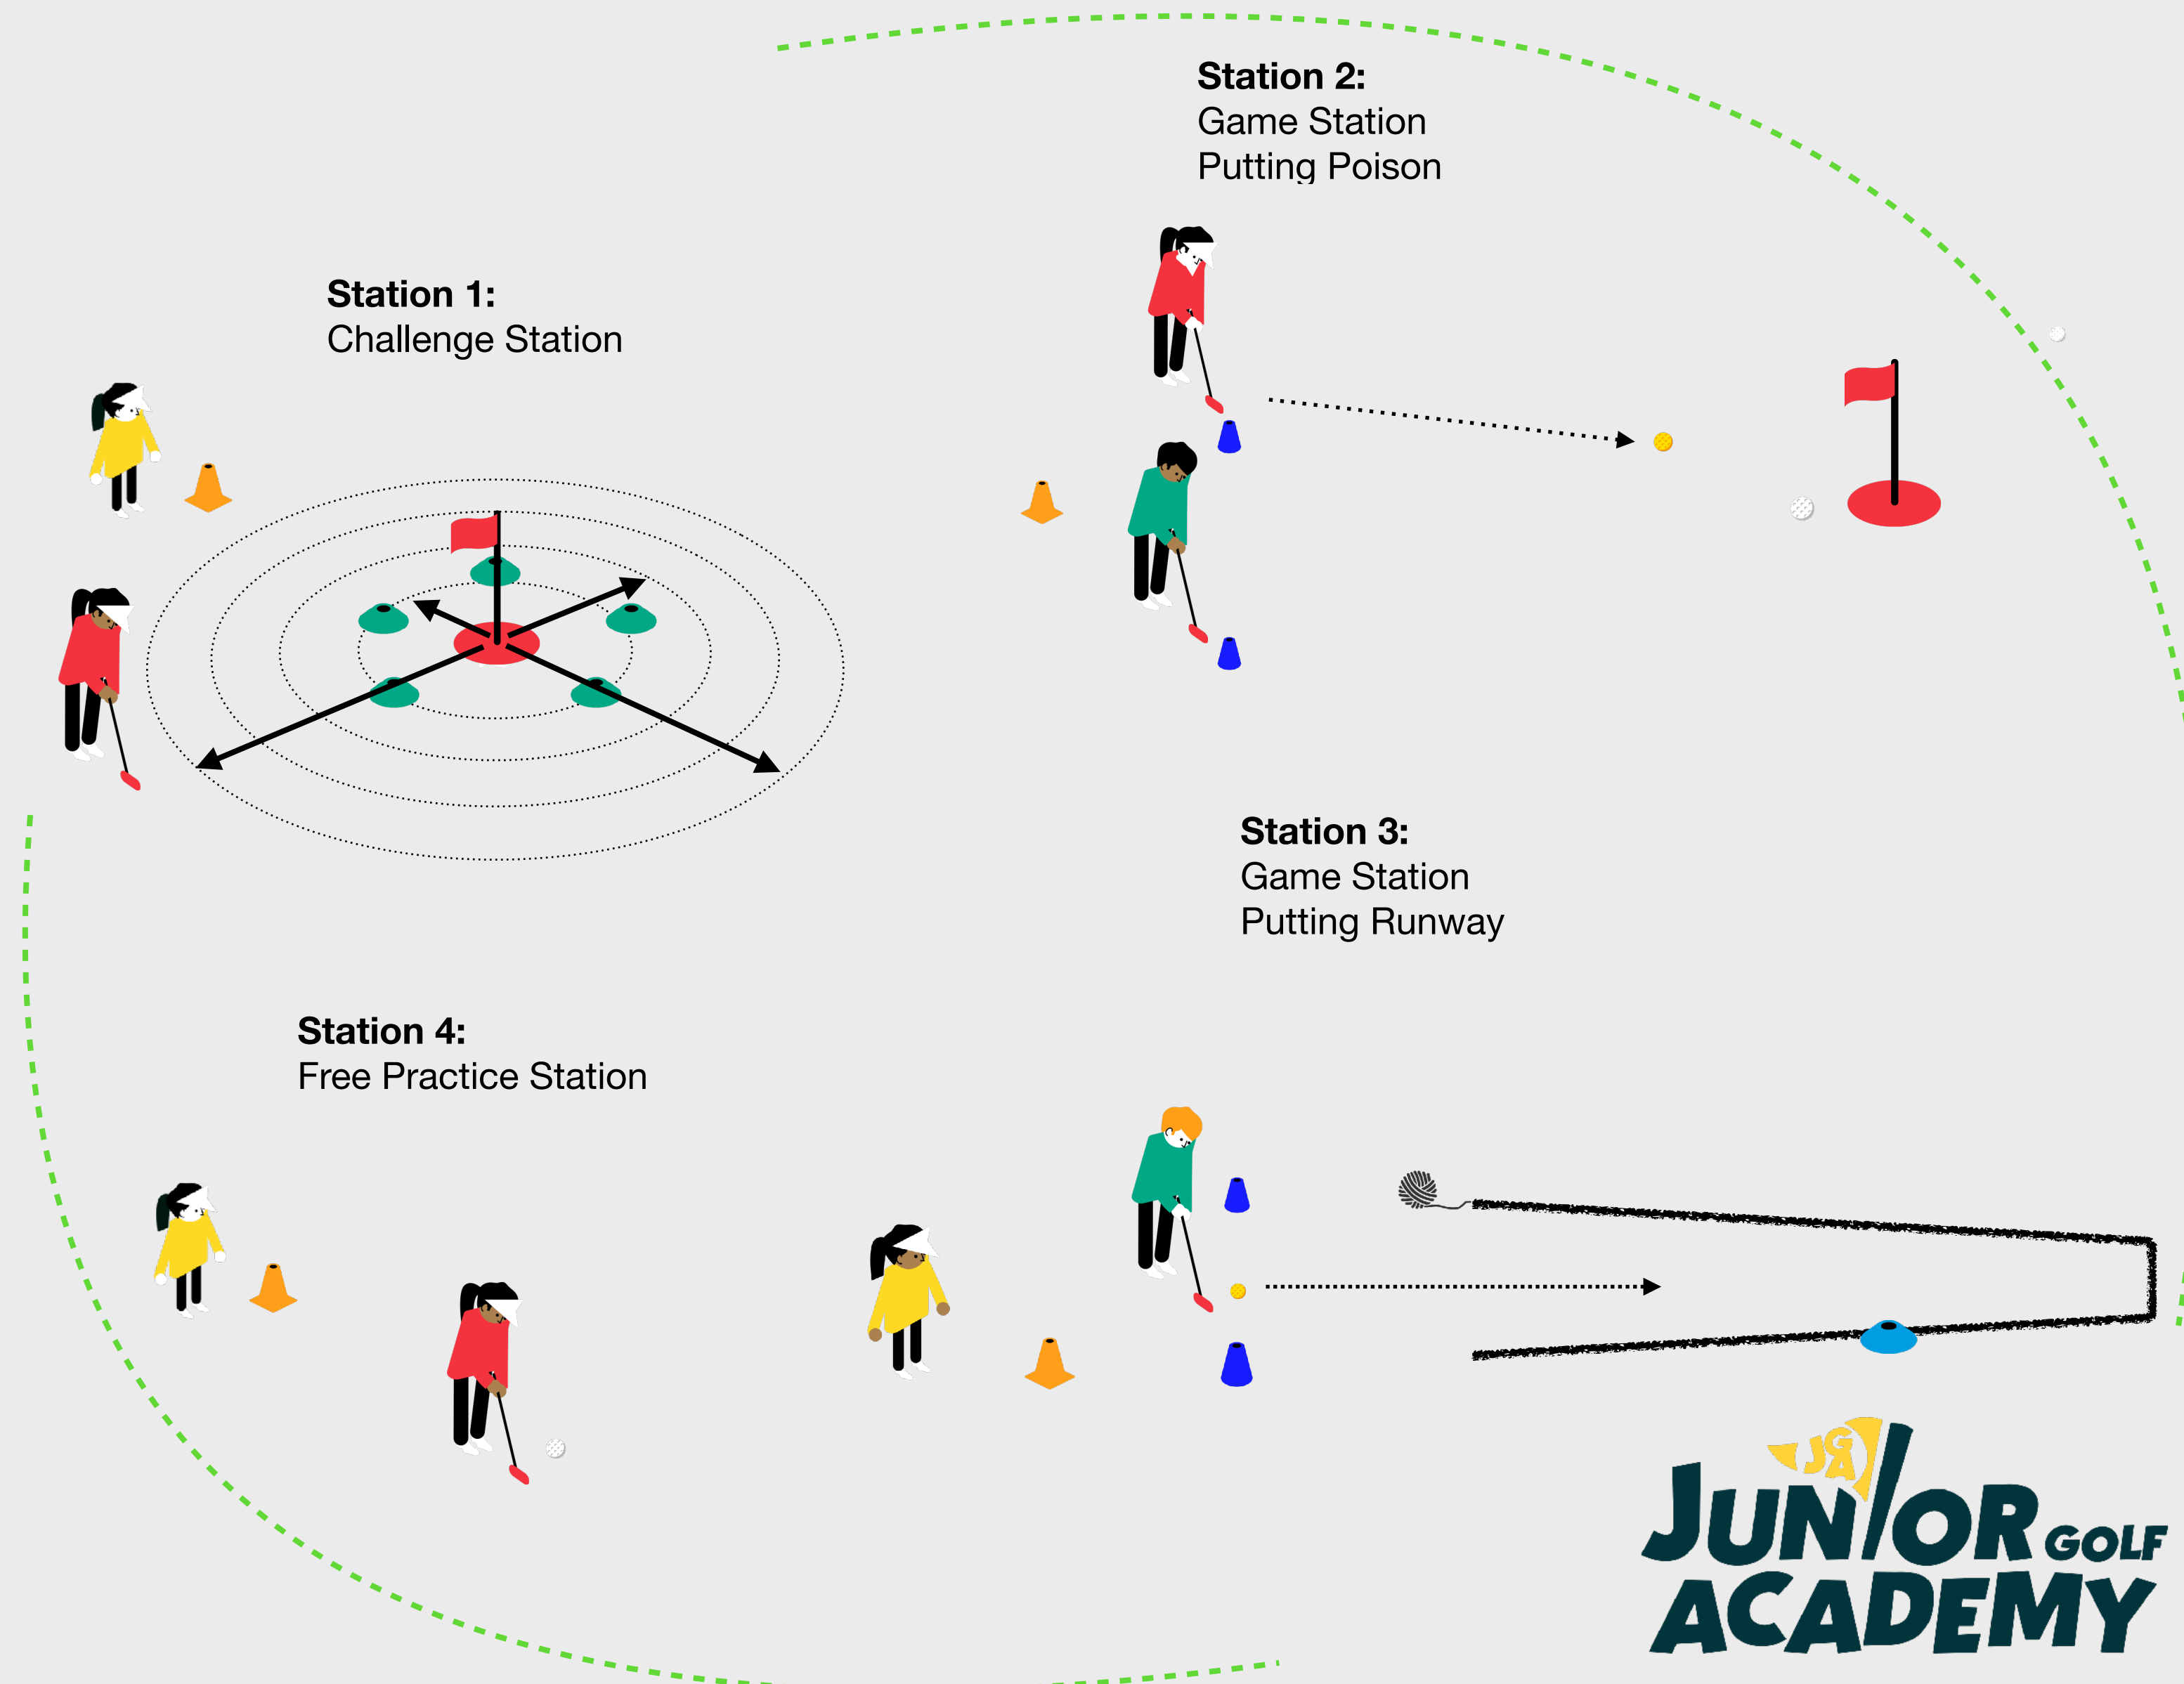 Station 2:
Game Station
Putting Poison
Station 1:
Challenge Station
Station 3:
Game Station
Putting Runway
Station 4:
Free Practice Station
JGA
JUNIOR GOLF
ACADEMY